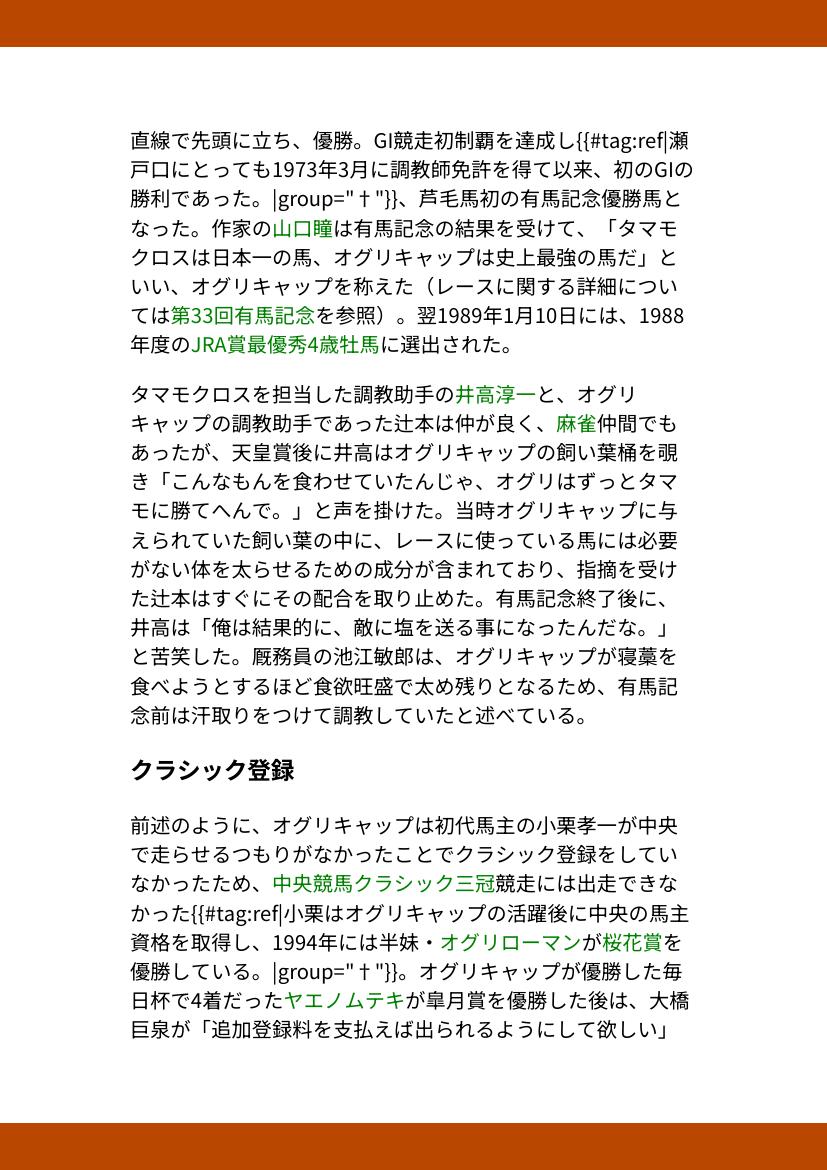 直線で先頭に立ち、優勝。GI競走初制覇を達成し{{#tag:ref|瀬
戸口にとっても1973年3月に調教師免許を得て以来、初のGIの
勝利であった。|group="†"}}、芦毛馬初の有馬記念優勝馬と
なった。作家の山口瞳は有馬記念の結果を受けて、「タマモ
クロスは日本一の馬、オグリキャップは史上最強の馬だ」と
いい、オグリキャップを称えた（レースに関する詳細につい
ては第33回有馬記念を参照）。翌1989年1月10日には、1988
年度のJRA賞最優秀4歳牡馬に選出された。
タマモクロスを担当した調教助手の井高淳一と、オグリ
キャップの調教助手であった辻本は仲が良く、麻雀仲間でも
あったが、天皇賞後に井高はオグリキャップの飼い葉桶を覗
き「こんなもんを食わせていたんじゃ、オグリはずっとタマ
モに勝てへんで。」と声を掛けた。当時オグリキャップに与
えられていた飼い葉の中に、レースに使っている馬には必要
がない体を太らせるための成分が含まれており、指摘を受け
た辻本はすぐにその配合を取り止めた。有馬記念終了後に、
井高は「俺は結果的に、敵に塩を送る事になったんだな。」
と苦笑した。厩務員の池江敏郎は、オグリキャップが寝藁を
食べようとするほど食欲旺盛で太め残りとなるため、有馬記
念前は汗取りをつけて調教していたと述べている。
クラシック登録
前述のように、オグリキャップは初代馬主の小栗孝一が中央
で走らせるつもりがなかったことでクラシック登録をしてい
なかったため、中央競馬クラシック三冠競走には出走できな
かった{{#tag:ref|小栗はオグリキャップの活躍後に中央の馬主
資格を取得し、1994年には半妹・オグリローマンが桜花賞を
優勝している。|group="†"}}。オグリキャップが優勝した毎
日杯で4着だったヤエノムテキが皐月賞を優勝した後は、大橋
巨泉が「追加登録料を支払えば出られるようにして欲しい」